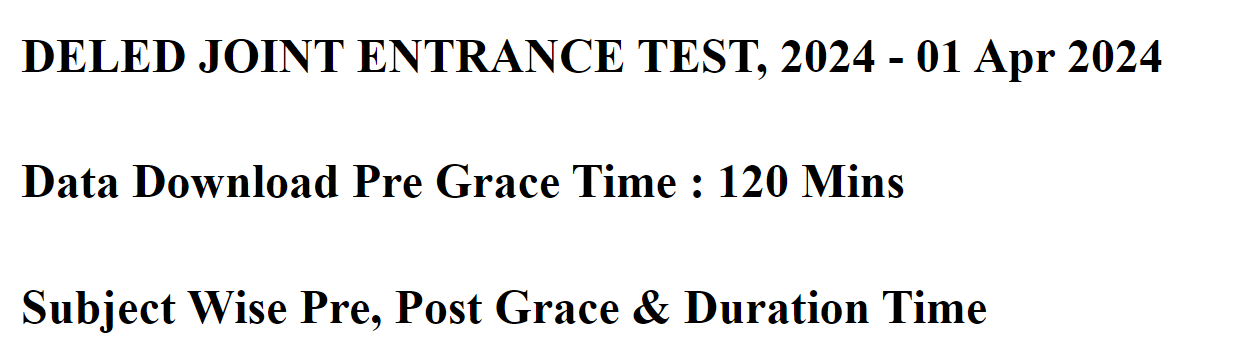 DELED JOINT ENTRANCE TEST, 2024 - 01 Apr 2024
Data Download Pre Grace Time : 120 Mins
Subject Wise Pre, Post Grace & Duration Time